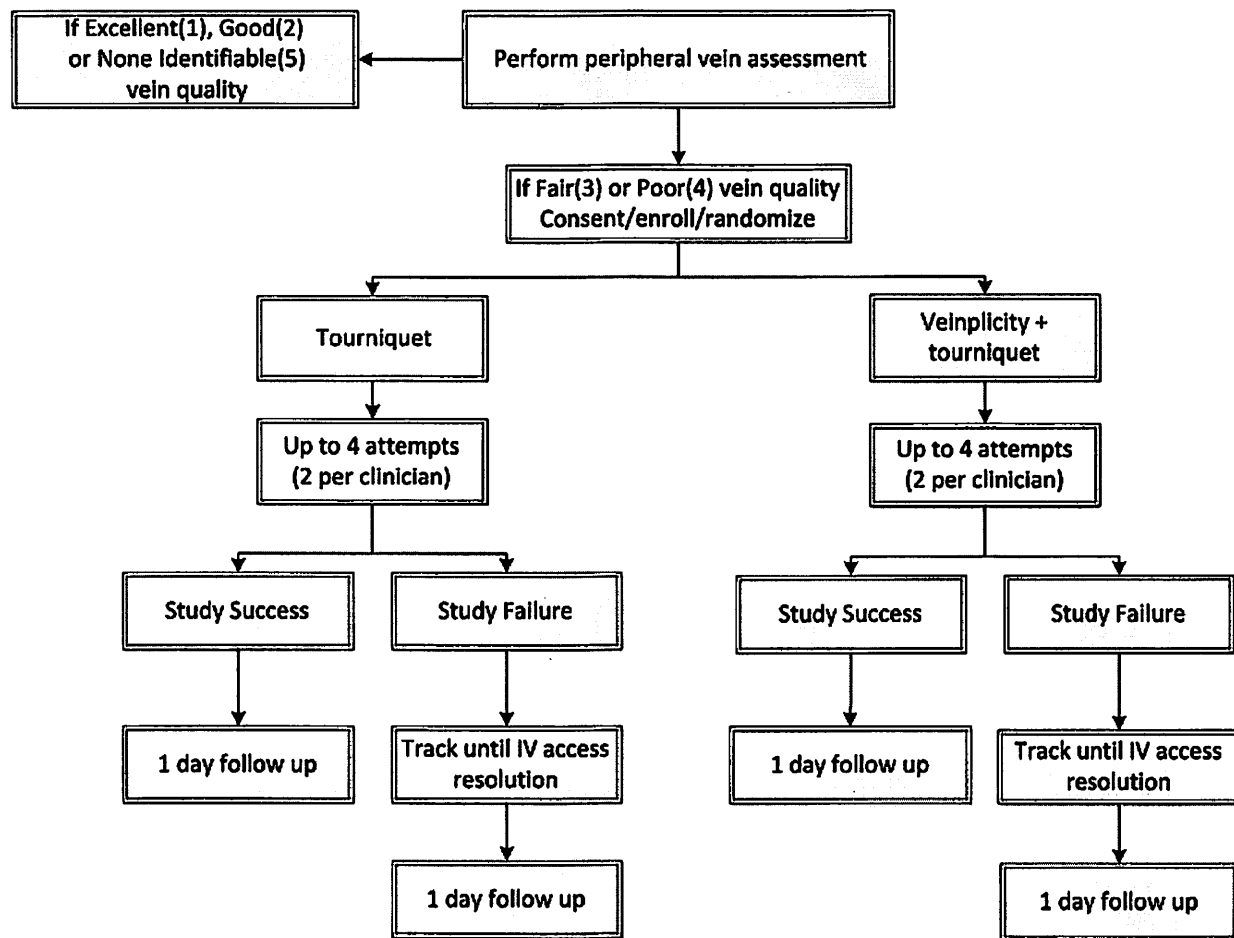 If Excellent(1), Good(2)
or None Identifiable(5)
vein quality
Perform peripheral vein assessment
If Fair(3) or Poor(4) vein quality
Consent/enroll/randomize
Tourniquet
Veinplicity +
tourniquet
Up to 4 attempts
(2 per clinician)
Up to 4 attempts
(2 per clinician)
Study Success
Study Failure
Study Success
Study Failure
1 day follow up
Track until IV access
resolution
1 day follow up
Track until IV access
resolution
1 day follow up
1 day follow up